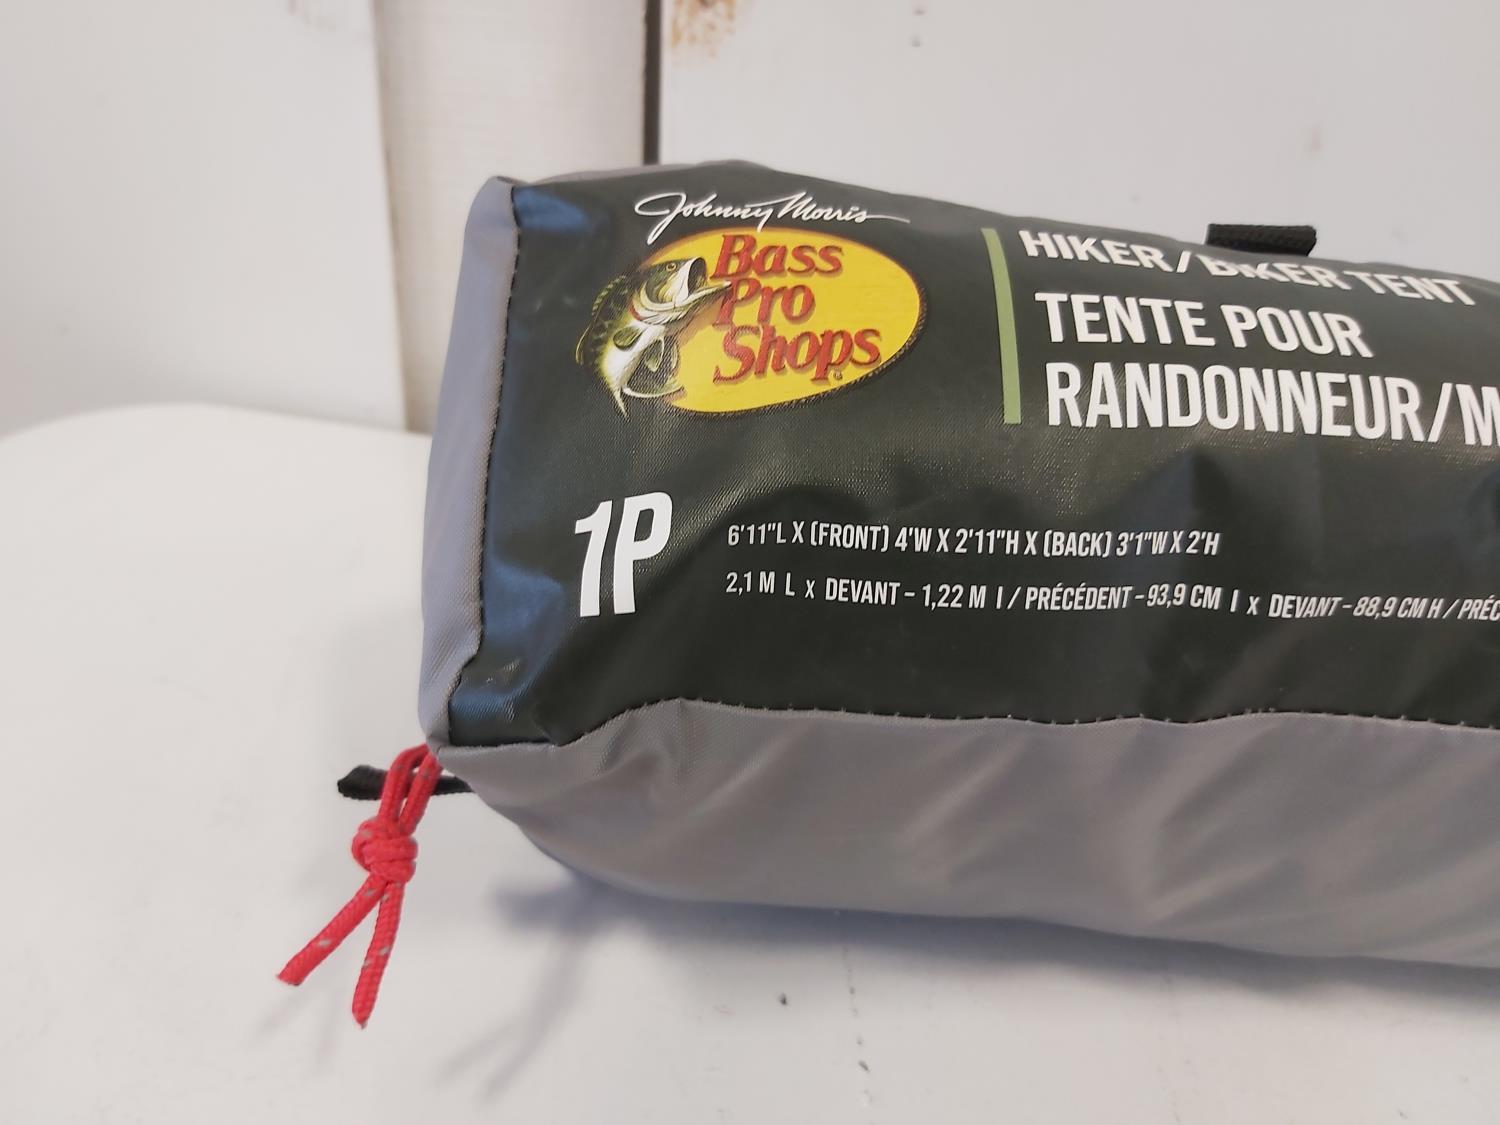 Johnny Morris
Bass
Pro
Shops
HIKER/BIKER TENT
TENTE POUR
RANDONNEUR/M
1P
6'11"L X (FRONT) 4'W X 2'11"H X (BACK) 3'1"W X 2'H
2,1 M L x DEVANT – 1,22 M l / PRÉCÉDENT – 93,9 CM l x DEVANT – 88,9 CM H / PRÉC